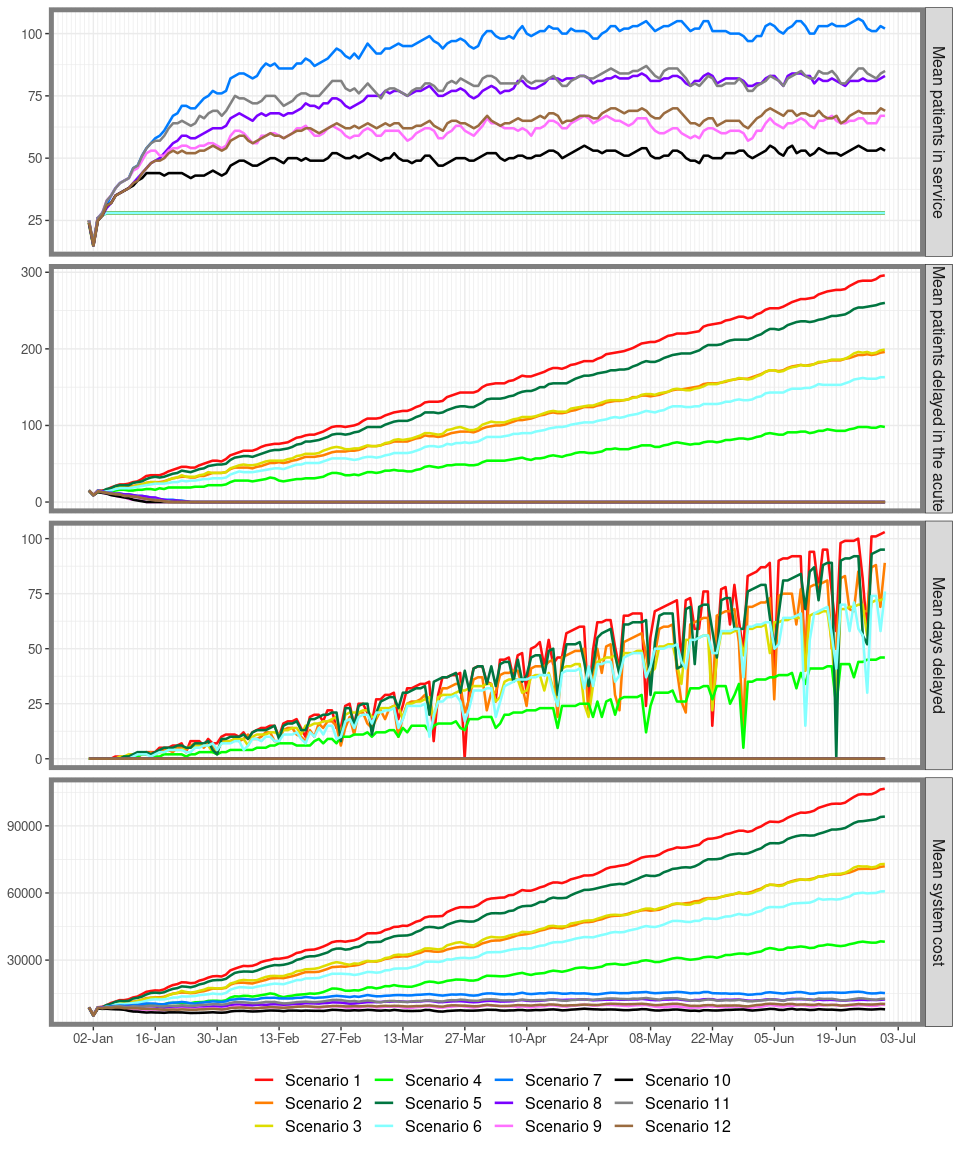 100
75
50
25
Mean patients in service
300
200
100
0
Mean patients delayed in the acute
100
75
50
25
0
Mean days delayed
90000
60000
30000
Mean system cost
02-Jan 16-Jan 30-Jan 13-Feb 27-Feb 13-Mar 27-Mar 10-Apr 24-Apr 08-May 22-May 05-Jun 19-Jun 03-Jul
Scenario 1 Scenario 4 Scenario 7 Scenario 10
Scenario 2 Scenario 5 Scenario 8 Scenario 11
Scenario 3 Scenario 6 Scenario 9 Scenario 12